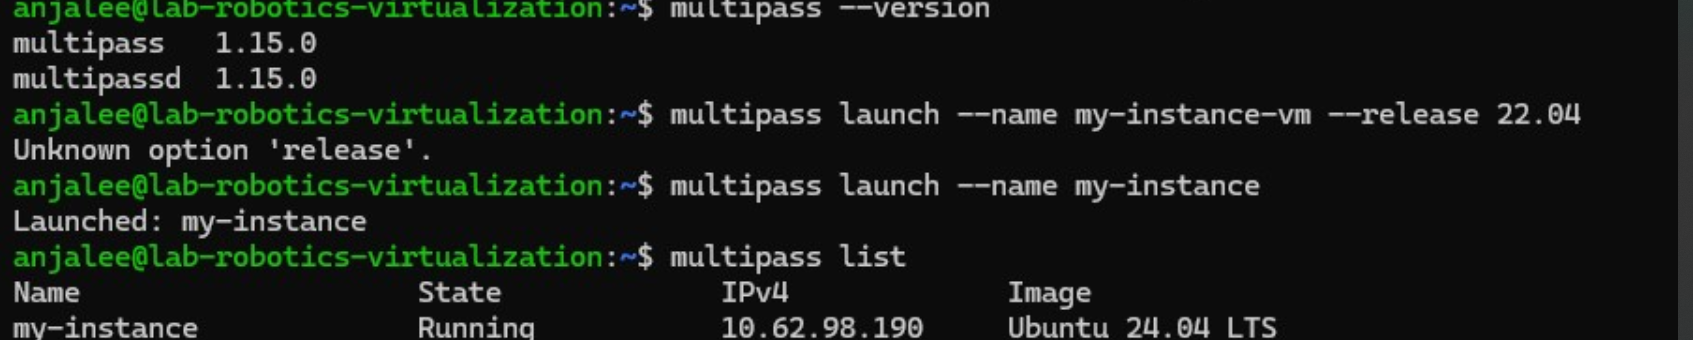 anjalee@lab-robotics-virtualization:~$ multipass --version
multipass   1.15.0
multipassd  1.15.0
anjalee@lab-robotics-virtualization:~$ multipass launch --name my-instance-vm --release 22.04
Unknown option 'release'.
anjalee@lab-robotics-virtualization:~$ multipass launch --name my-instance
Launched: my-instance
anjalee@lab-robotics-virtualization:~$ multipass list
Name                    State             IPv4             Image
my-instance             Running           10.62.98.190     Ubuntu 24.04 LTS